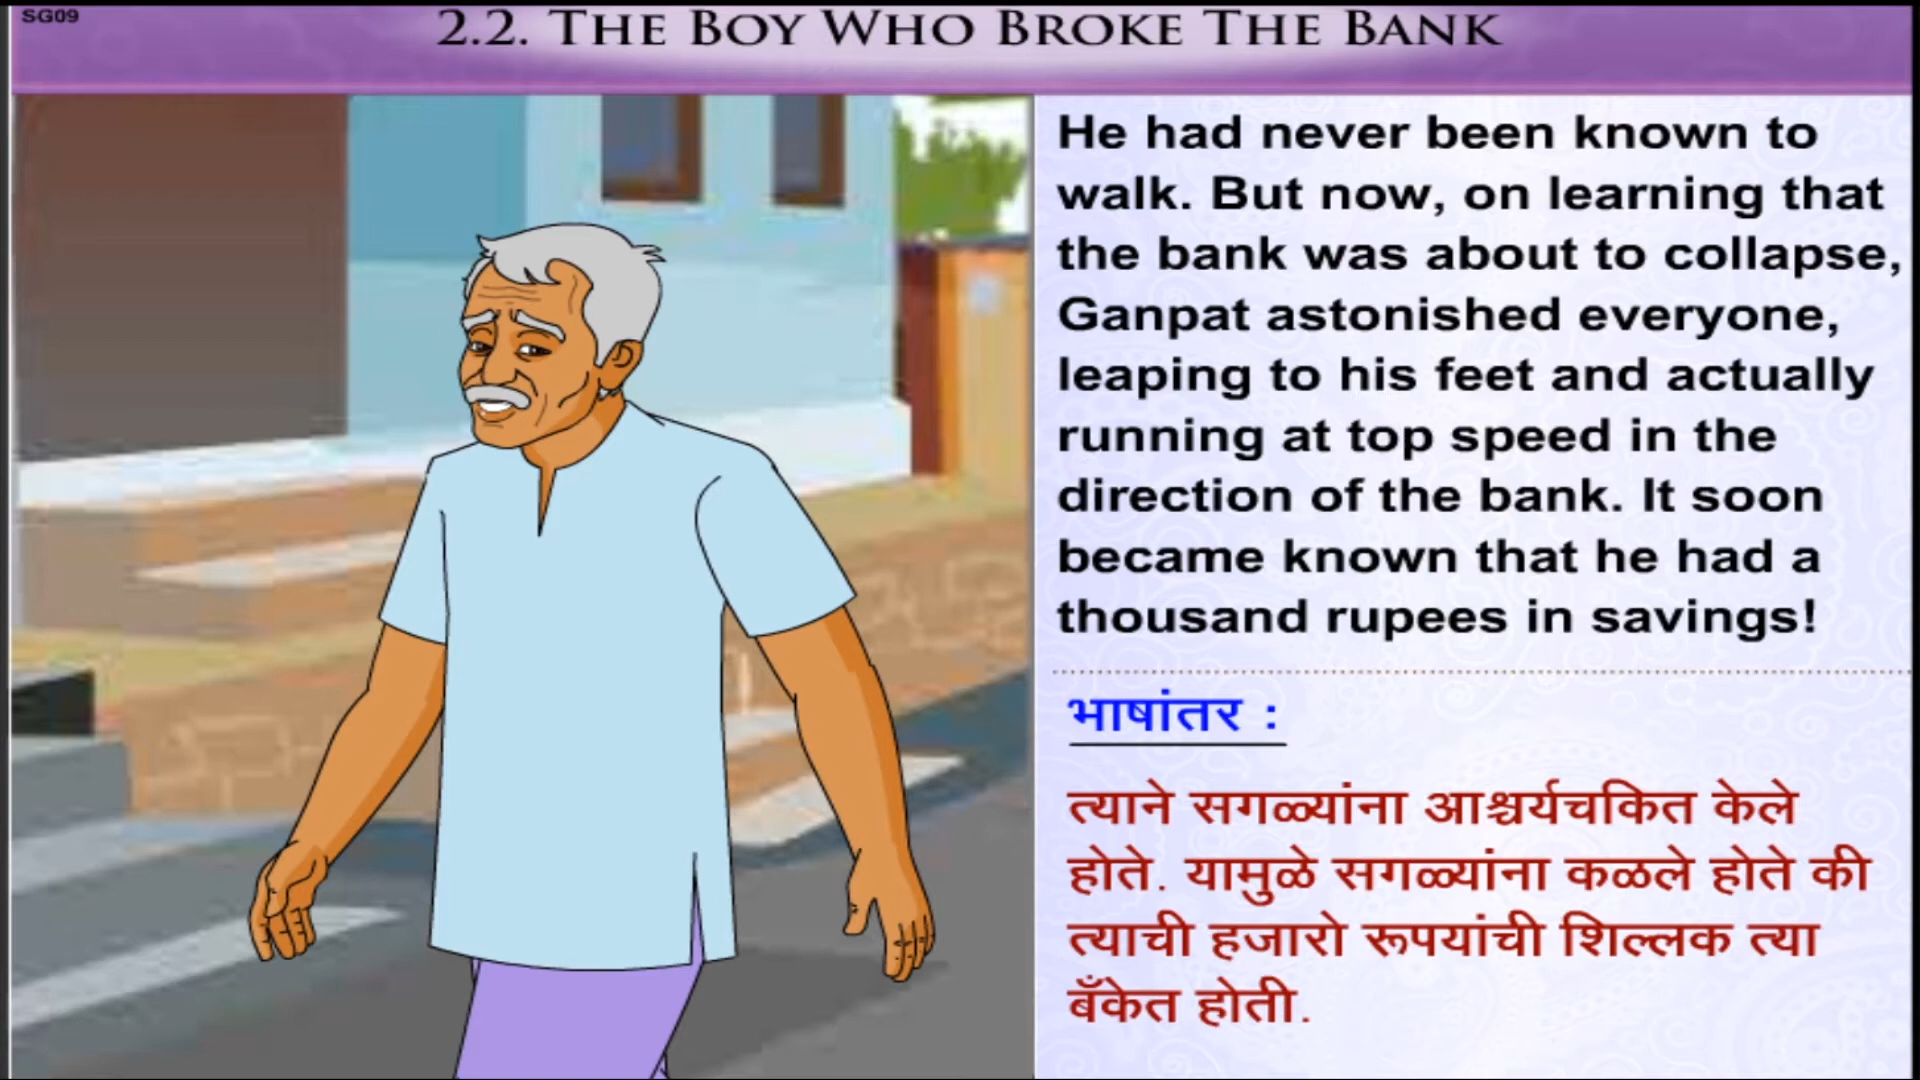 SG09
2.2. The Boy Who Broke The Bank
He had never been known to
walk. But now, on learning that
the bank was about to collapse,
Ganpat astonished everyone,
leaping to his feet and actually
running at top speed in the
direction of the bank. It soon
became known that he had a
thousand rupees in savings!
भाषांतर :
त्याने सगळ्यांना आश्चर्यचकित केले
होते. यामुळे सगळ्यांना कळले होते की
त्याची हजारो रूपयांची शिल्लक त्या
बँकेत होती.